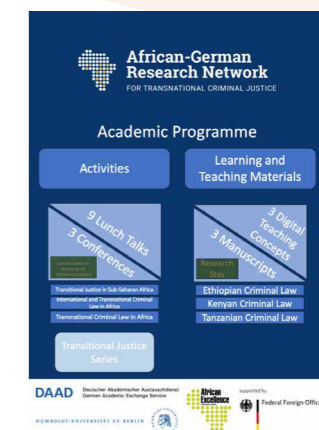 African-German
Research Network
FOR TRANSNATIONAL CRIMINAL JUSTICE
Academic Programme
Activities
Learning and
Teaching Materials
9 Lunch Talks
3 Conferences
3 Digital
Teaching
Concepts
3 Manuscripts
Research
Stay
Transitional Justice in Sub-Saharan Africa
International and Transnational Criminal
Law in Africa
Transnational Criminal Law in Africa
Ethiopian Criminal Law
Kenyan Criminal Law
Tanzanian Criminal Law
Transitional Justice
Series
DAAD
Deutscher Akademischer Austauschdienst
German Academic Exchange Service
African
Excellence
supported by
Federal Foreign Office
HUMBOLDT-UNIVERSITÄT ZU BERLIN